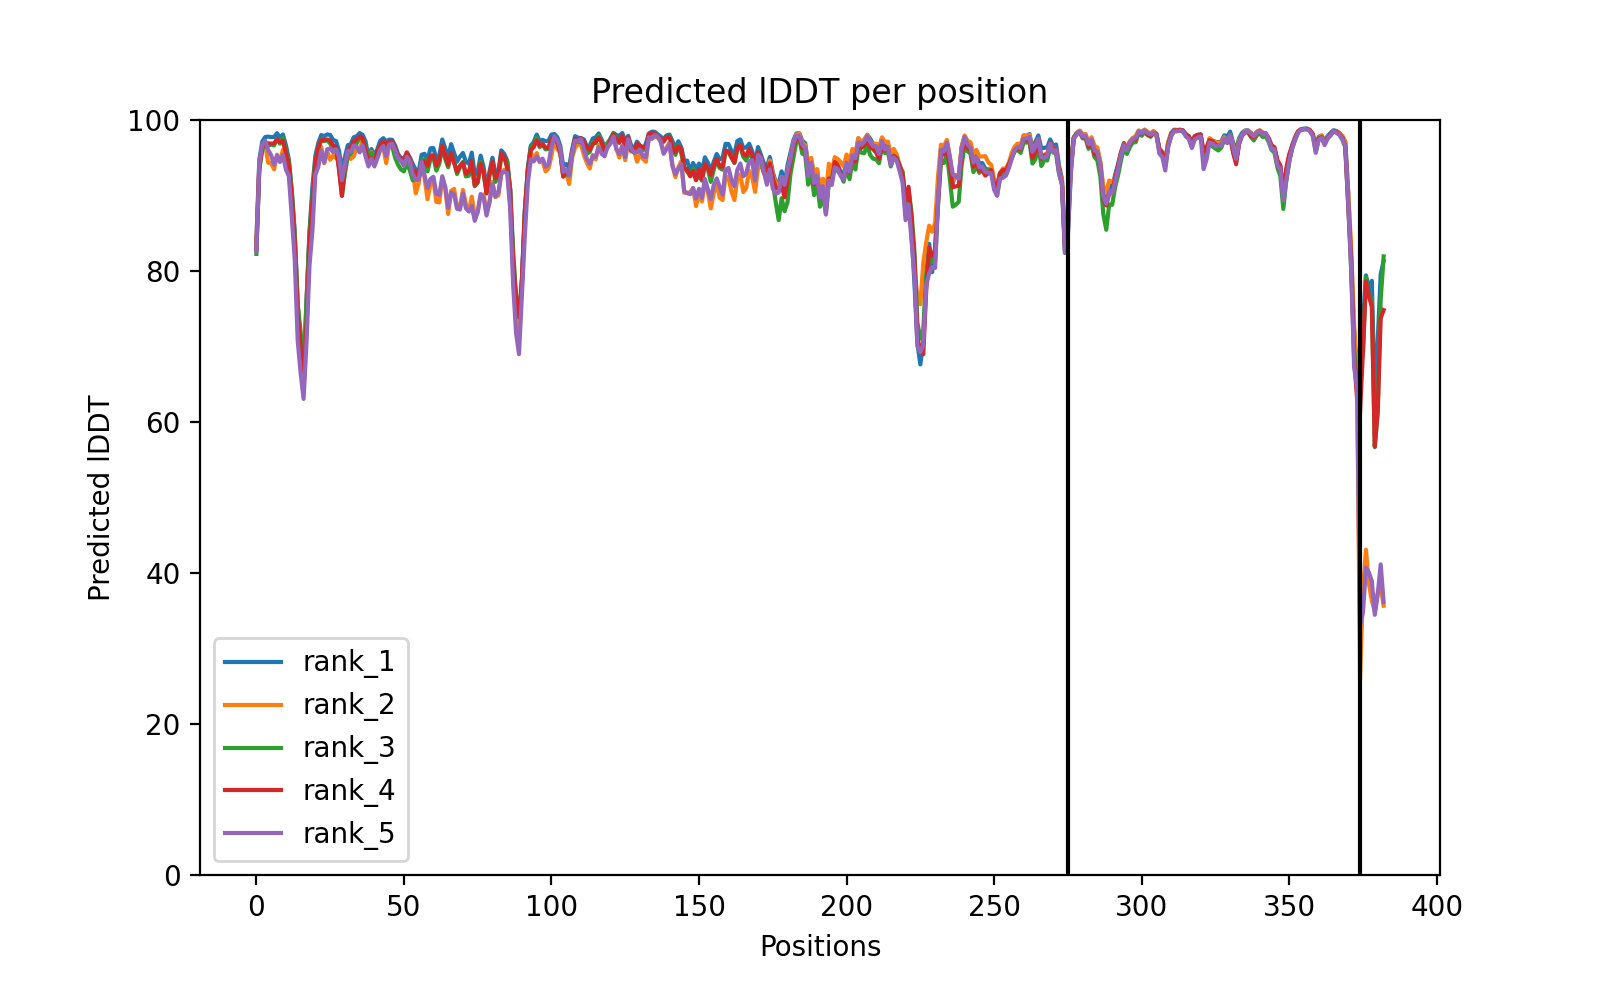 Predicted lDDT per position
100
80
60
40
20
0
Predicted lDDT
rank_1
rank_2
rank_3
rank_4
rank_5
0 50 100 150 200 250 300 350 400
Positions